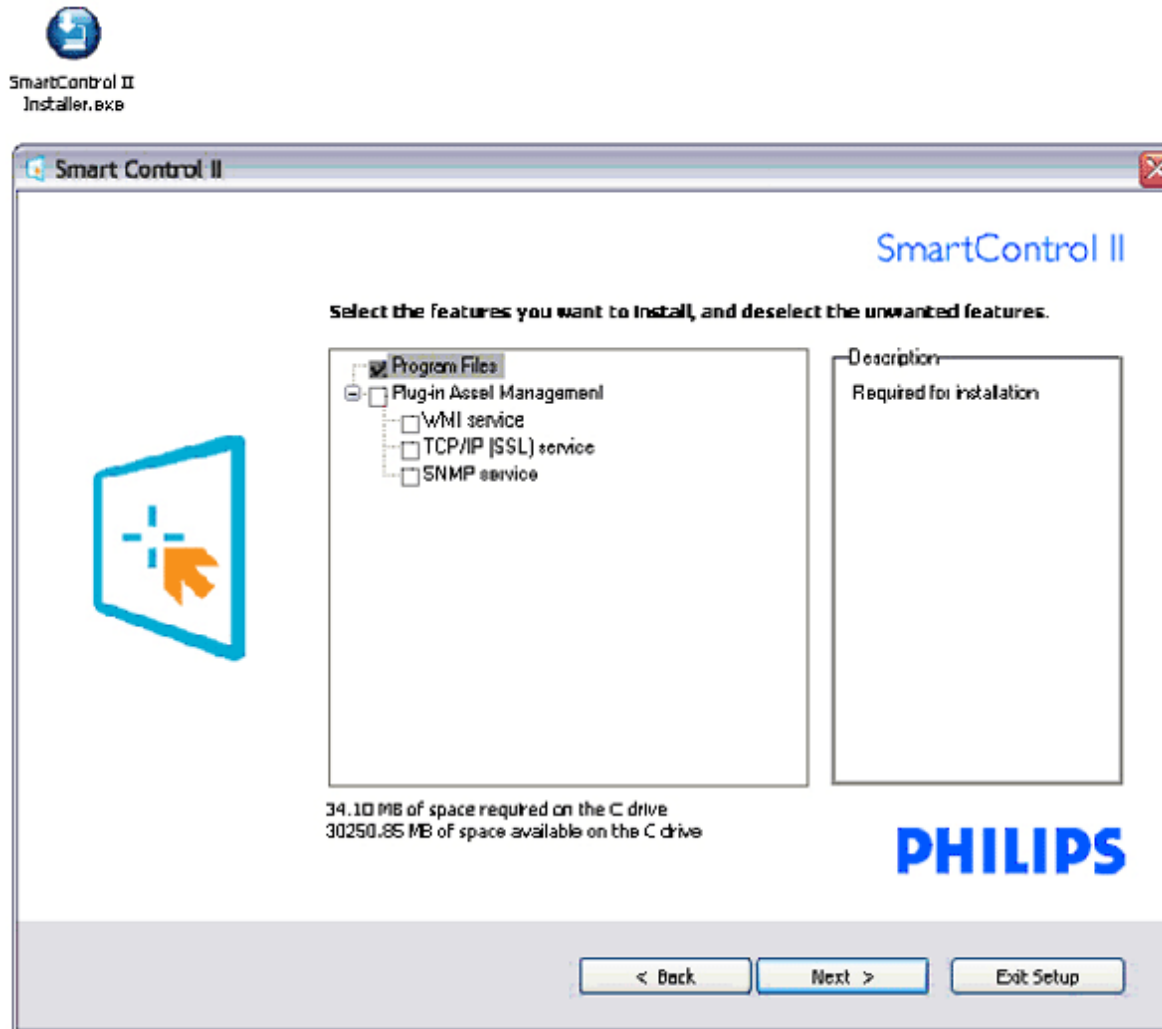 SmartControl II
Installer.exe
Smart Control II
SmartControl II
Select the features you want to install, and deselect the unwanted features.
Program Files
Plug-in Asset Management
WMI service
TCP/IP (SSL) service
SNMP service
Description
Required for installation
34.10 MB of space required on the C drive
30250.85 MB of space available on the C drive
PHILIPS
< Back
Next >
Exit Setup